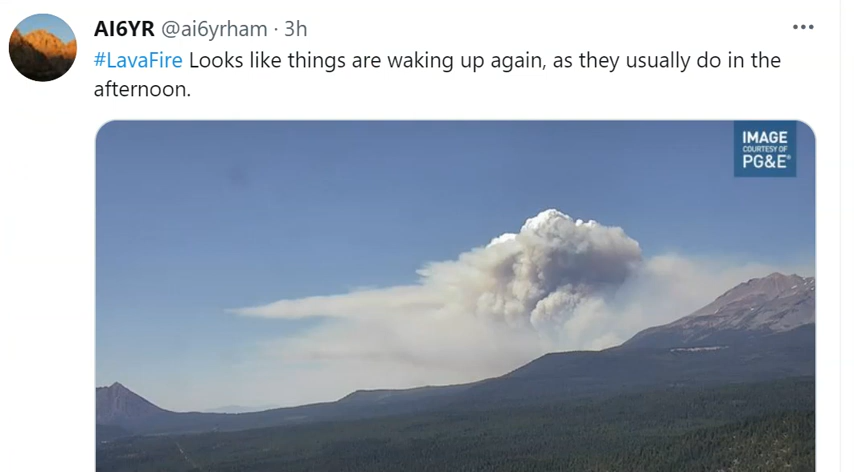 AI6YR @ai6yrham · 3h
#LavaFire Looks like things are waking up again, as they usually do in the
afternoon.
IMAGE
COURTESY OF
PG&E®